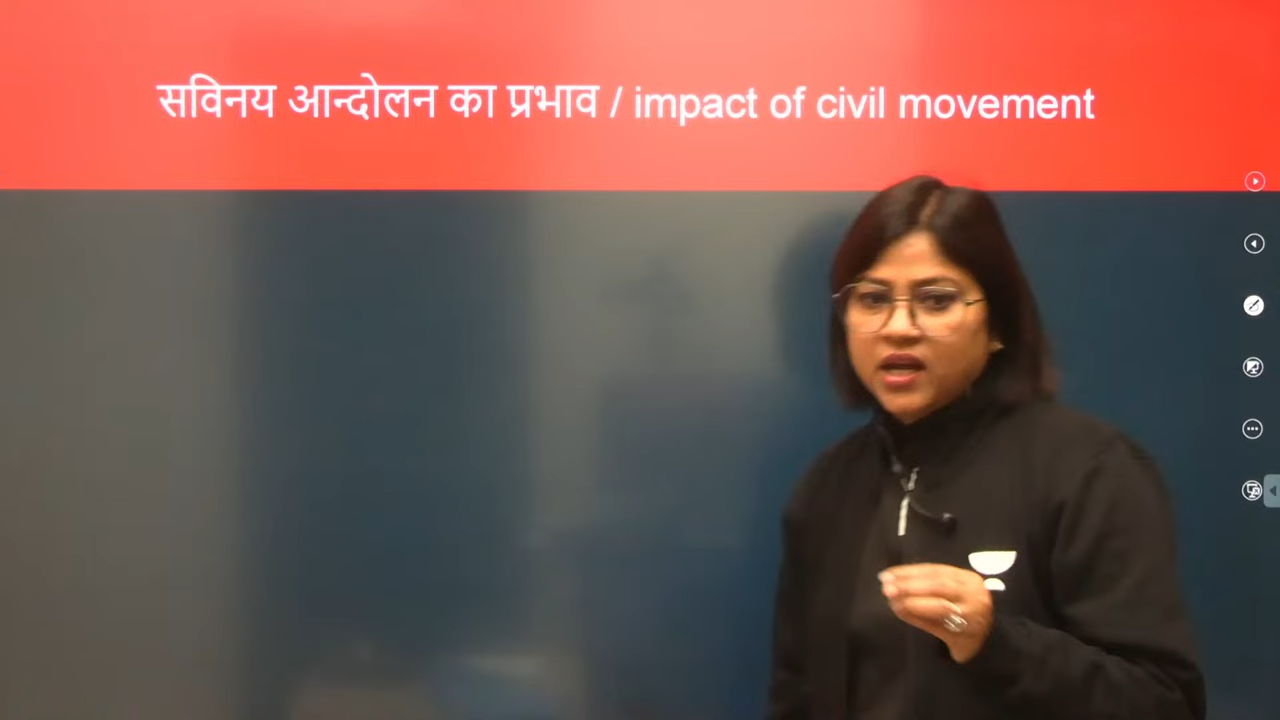 सविनय आन्दोलन का प्रभाव / impact of civil movement